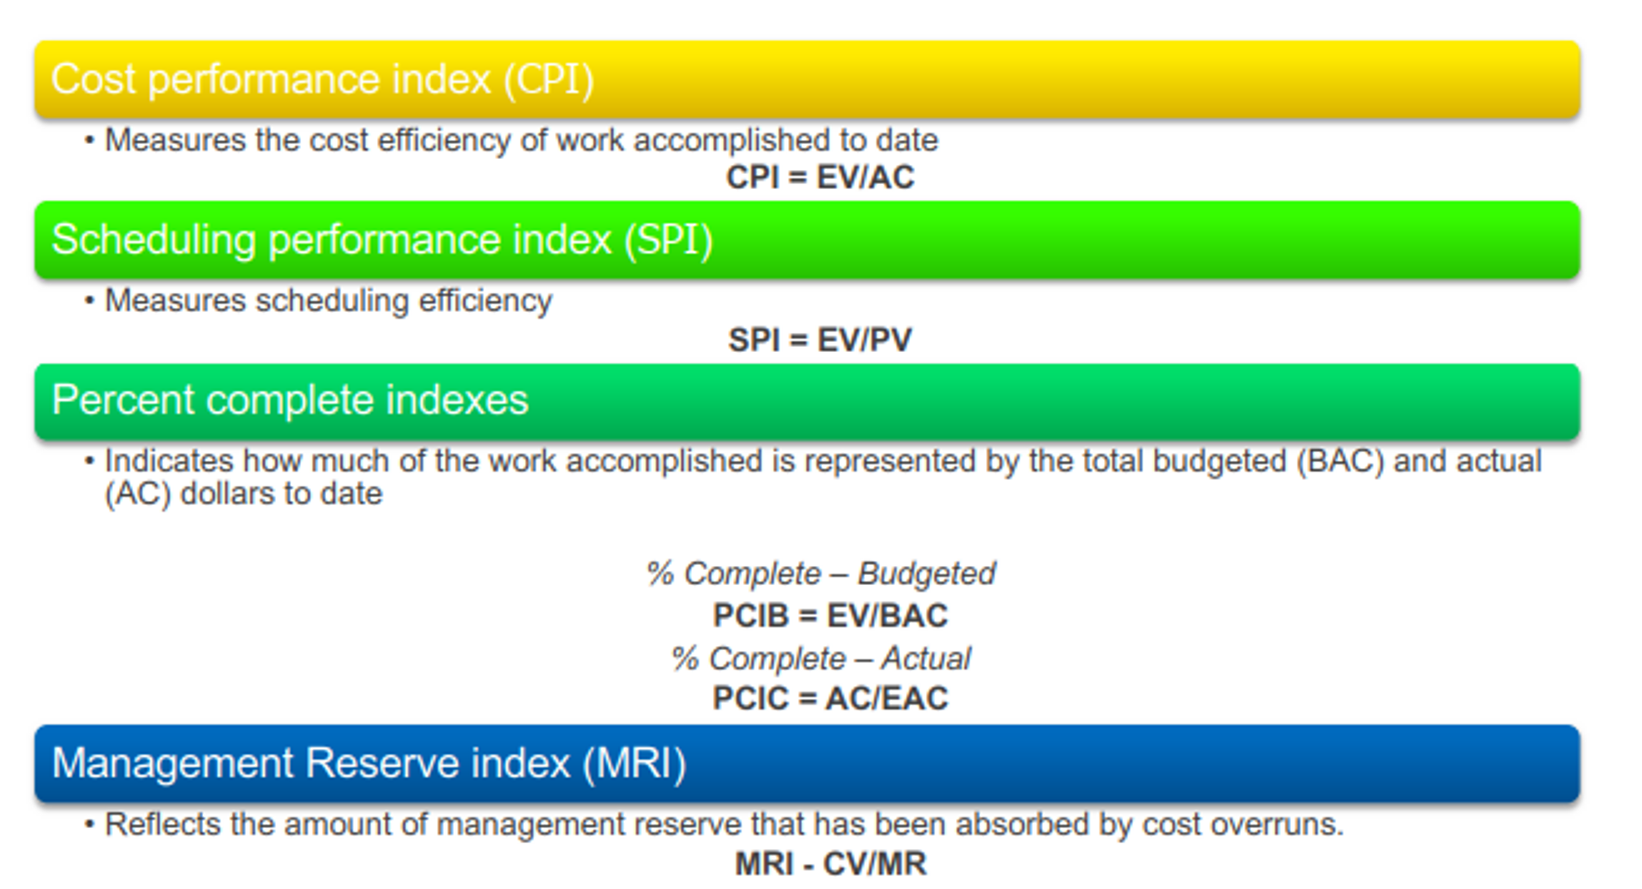 Cost performance index (CPI)
• Measures the cost efficiency of work accomplished to date
CPI = EV/AC
Scheduling performance index (SPI)
• Measures scheduling efficiency
SPI = EV/PV
Percent complete indexes
• Indicates how much of the work accomplished is represented by the total budgeted (BAC) and actual
(AC) dollars to date
% Complete – Budgeted
PCIB = EV/BAC
% Complete – Actual
PCIC = AC/EAC
Management Reserve index (MRI)
• Reflects the amount of management reserve that has been absorbed by cost overruns.
MRI - CV/MR